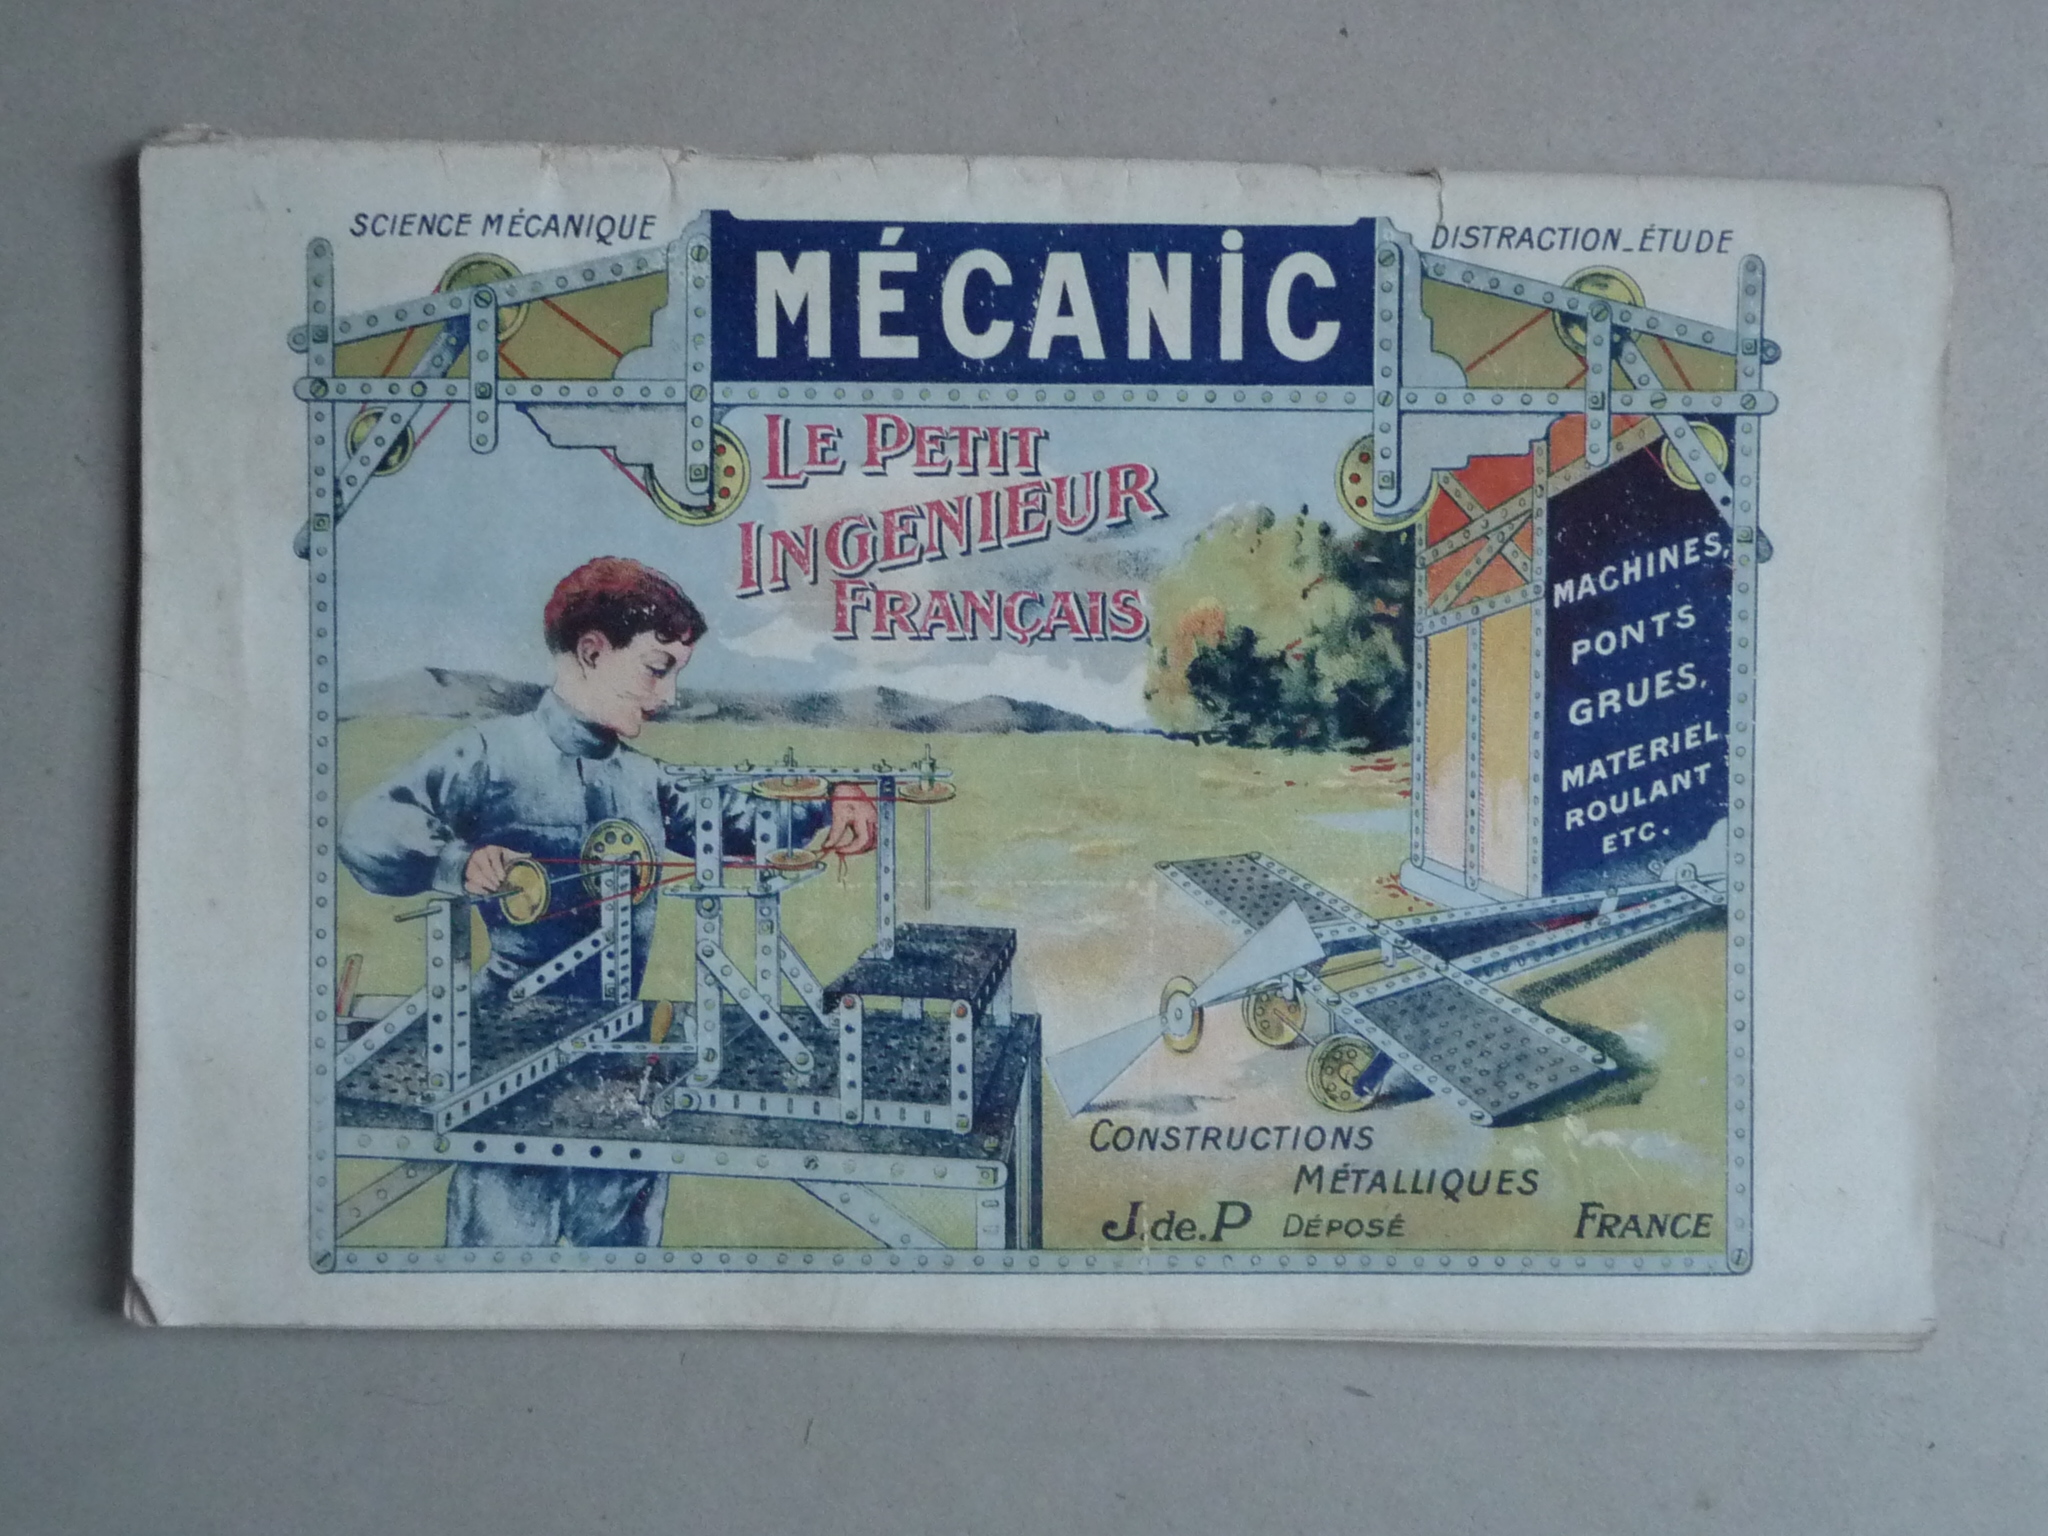 SCIENCE MÉCANIQUE
MÉCANIC
DISTRACTION_ÉTUDE
LE PETIT
INGENIEUR
FRANÇAIS
MACHINES,
PONTS
GRUES,
MATERIEL
ROULANT
ETC.
CONSTRUCTIONS
MÉTALLIQUES
J.de.P DÉPOSÉ FRANCE